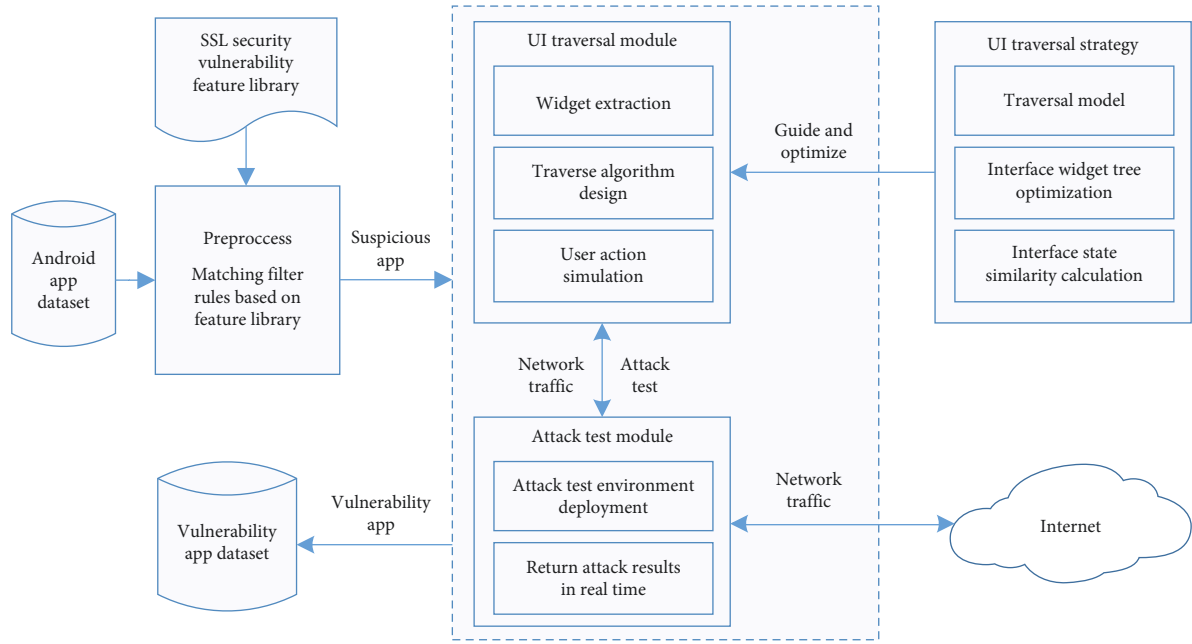 SSL security
vulnerability
feature library
Android
app
dataset
Preproccess
Matching filter
rules based on
feature library
Suspicious
app
UI traversal module
Widget extraction
Traverse algorithm
design
User action
simulation
Guide and
optimize
UI traversal strategy
Traversal model
Interface widget tree
optimization
Interface state
similarity calculation
Network
traffic
Attack
test
Attack test module
Attack test environment
deployment
Return attack results
in real time
Vulnerability
app
Vulnerability
app dataset
Network
traffic
Internet